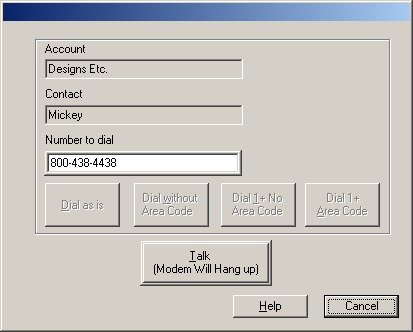 Account
Designs Etc.
Contact
Mickey
Number to dial
800-438-4438
Dial as is
Dial without
Area Code
Dial 1+ No
Area Code
Dial 1+
Area Code
Talk
(Modem Will Hang up)
Help
Cancel